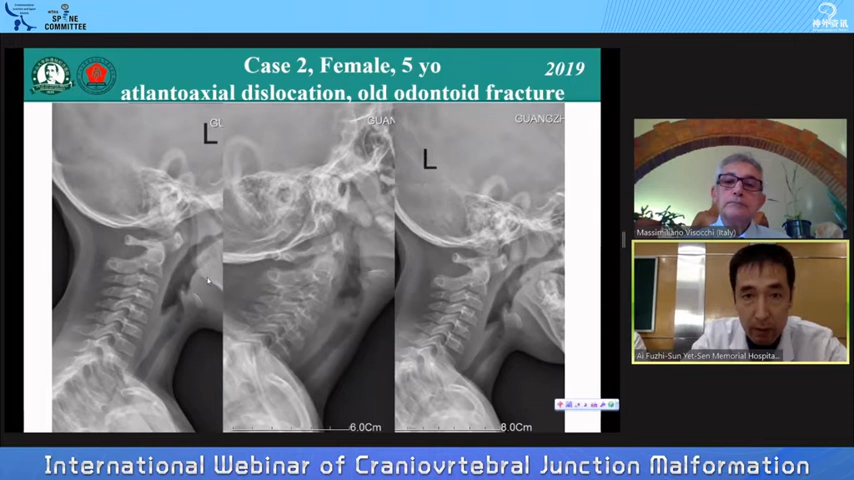 SPINE
COMMITTEE
神外资讯
Case 2, Female, 5 yo
2019
atlantoaxial dislocation, old odontoid fracture
L
GU
GUAN
GUANGZH
L
6.0Cm
8.0Cm
Massimiliano Visocchi (Italy)
Ai Fuzhi-Sun Yet-Sen Memorial Hospita...
International Webinar of Craniovrtebral Junction Malformation